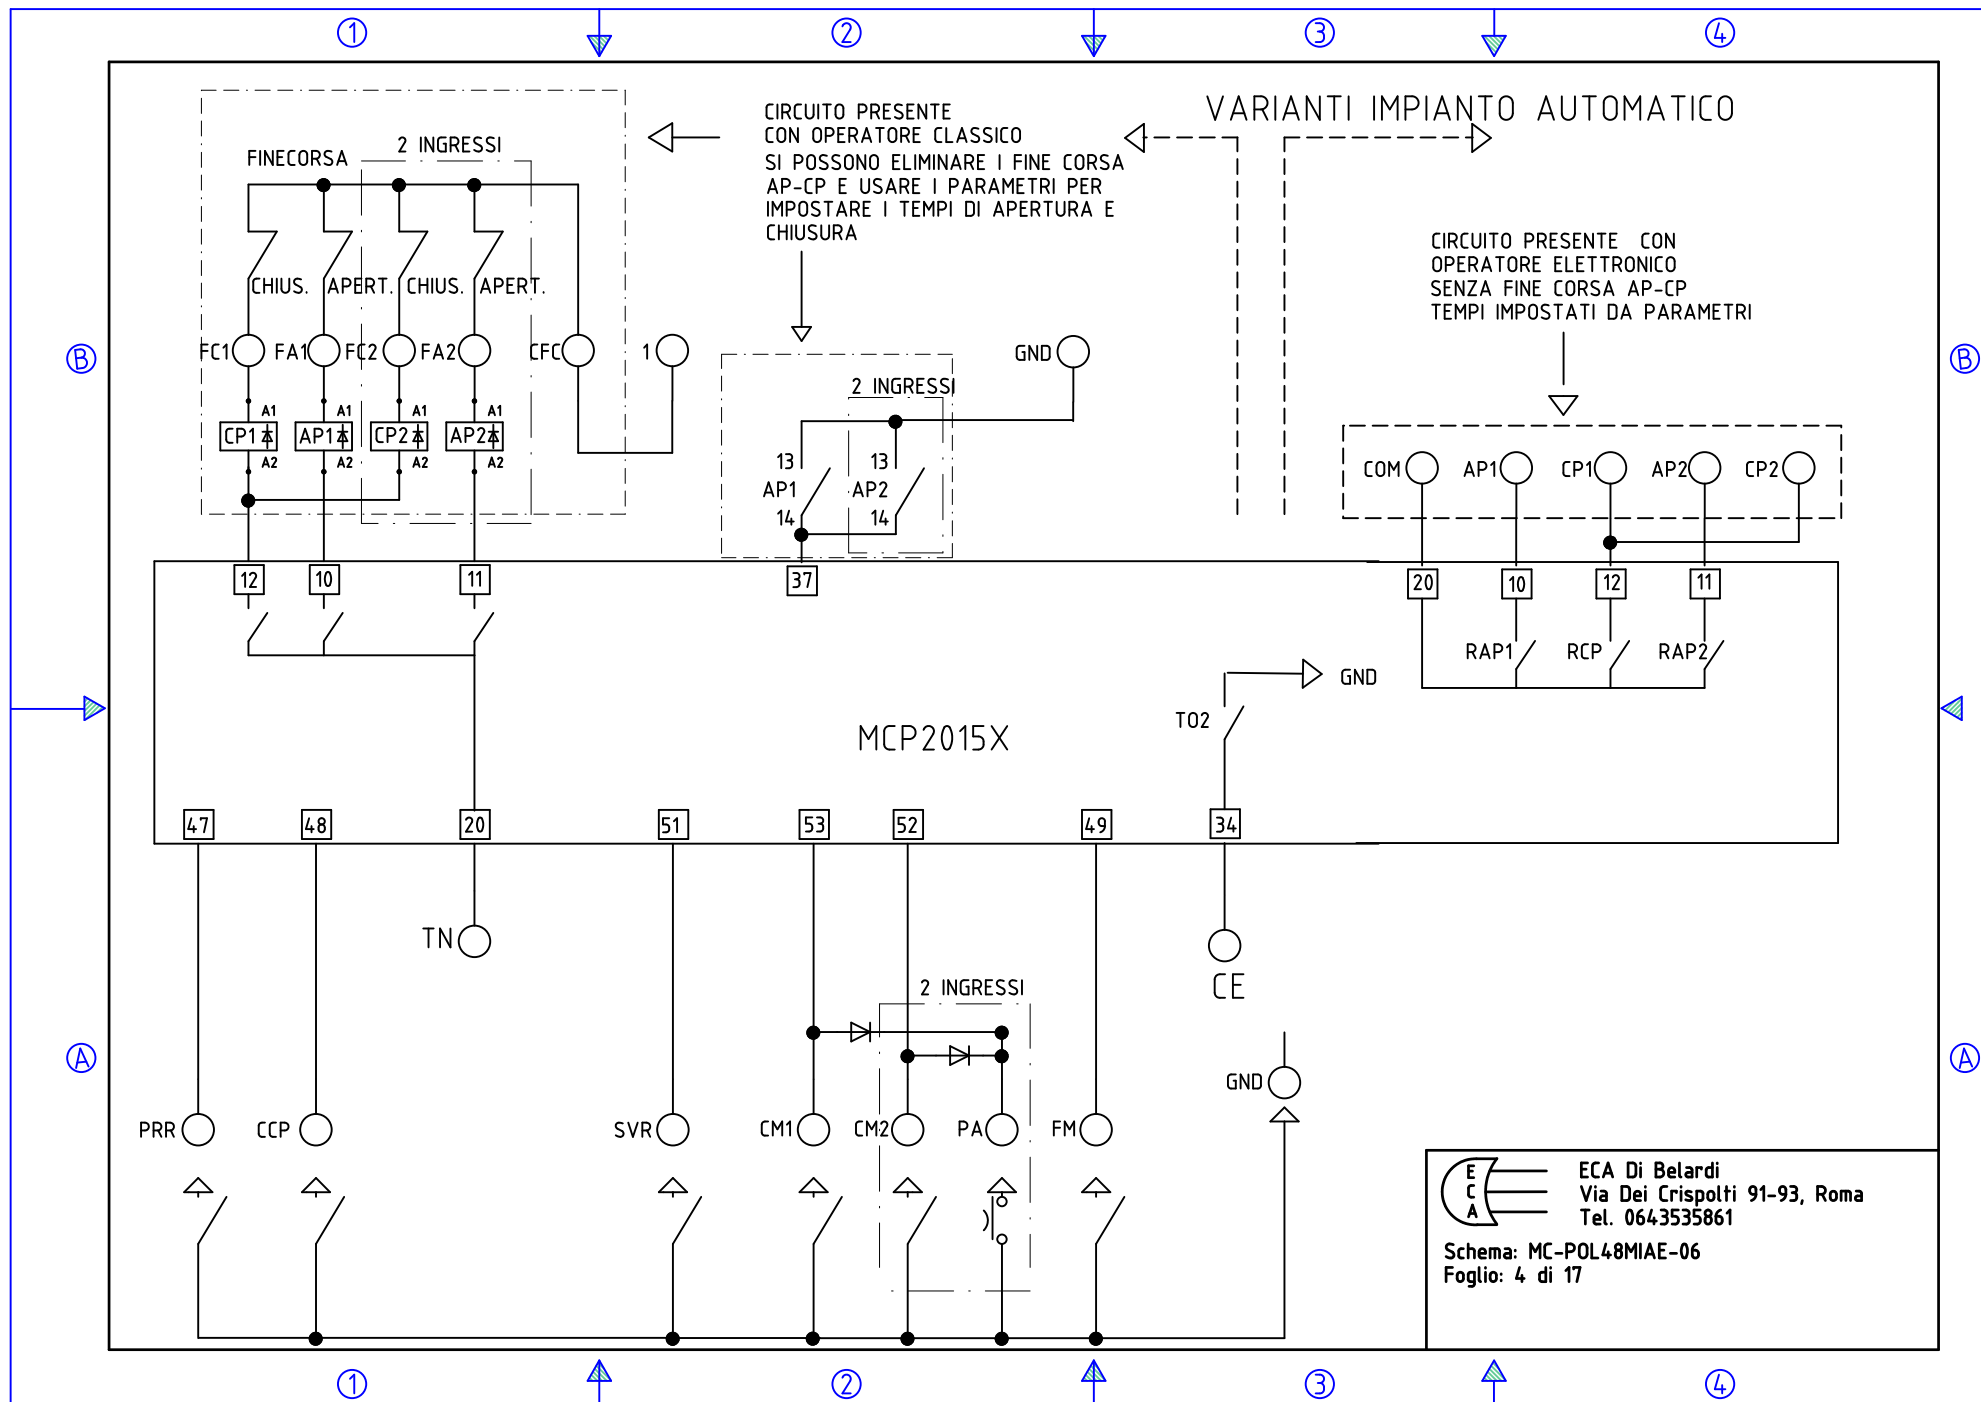 1 2 3 4
VARIANTI IMPIANTO AUTOMATICO
CIRCUITO PRESENTE
CON OPERATORE CLASSICO
SI POSSONO ELIMINARE I FINE CORSA
AP-CP E USARE I PARAMETRI PER
IMPOSTARE I TEMPI DI APERTURA E
CHIUSURA
2 INGRESSI
FINECORSA
CHIUS. APERT. CHIUS. APERT.
CIRCUITO PRESENTE CON
OPERATORE ELETTRONICO
SENZA FINE CORSA AP-CP
TEMPI IMPOSTATI DA PARAMETRI
B FC1 FA1 FC2 FA2 CFC 1 GND B
2 INGRESSI
A1 A1 A1 A1
CP1 AP1 CP2 AP2
A2 A2 A2 A2
13 13
AP1 AP2
14 14
COM AP1 CP1 AP2 CP2
12 10 11 37 20 10 12 11
RAP1 RCP RAP2
GND
TO2
MCP2015X
47 48 20 51 53 52 49 34
TN
CE
2 INGRESSI
A A
GND
PRR CCP SVR CM1 CM2 PA FM
E
C
A
ECA Di Belardi
Via Dei Crispolti 91-93, Roma
Tel. 0643535861
Schema: MC-POL48MIAE-06
Foglio: 4 di 17
1 2 3 4